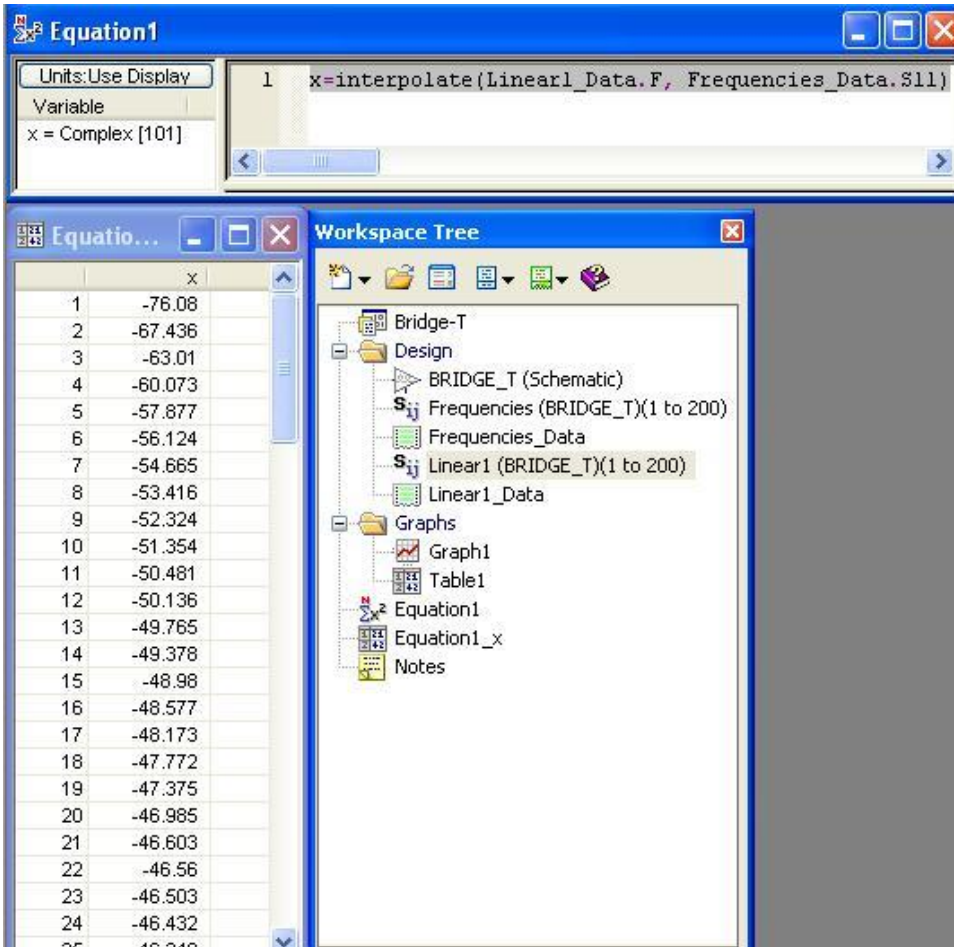 Equation1
Units:Use Display
Variable
x = Complex [101]
1 x=interpolate(Linear1_Data.F, Frequencies_Data.S11)
Equatio...
x
1 -76.08
2 -67.436
3 -63.01
4 -60.073
5 -57.877
6 -56.124
7 -54.665
8 -53.416
9 -52.324
10 -51.354
11 -50.481
12 -50.136
13 -49.765
14 -49.378
15 -48.98
16 -48.577
17 -48.173
18 -47.772
19 -47.375
20 -46.985
21 -46.603
22 -46.56
23 -46.503
24 -46.432
Workspace Tree
Bridge-T
Design
BRIDGE_T (Schematic)
Sij Frequencies (BRIDGE_T)(1 to 200)
Frequencies_Data
Sij Linear1 (BRIDGE_T)(1 to 200)
Linear1_Data
Graphs
Graph1
Table1
Equation1
Equation1_x
Notes